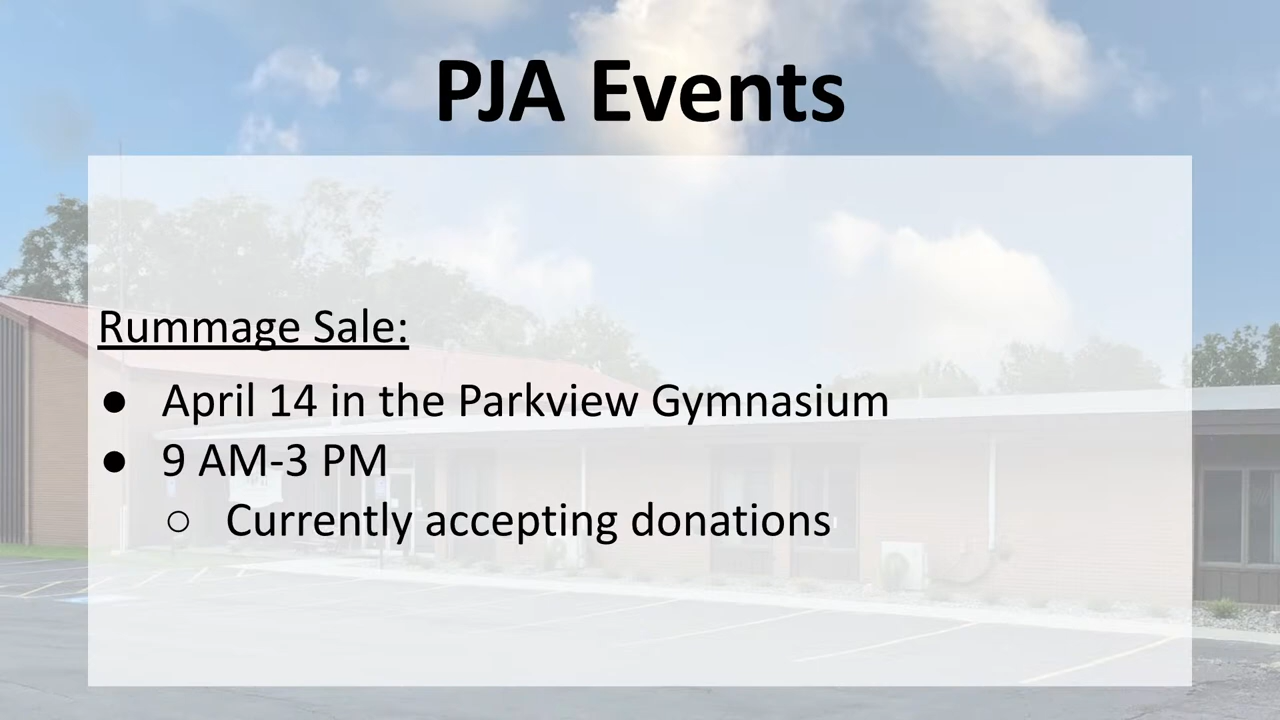 PJA Events
Rummage Sale:
● April 14 in the Parkview Gymnasium
● 9 AM-3 PM
○ Currently accepting donations